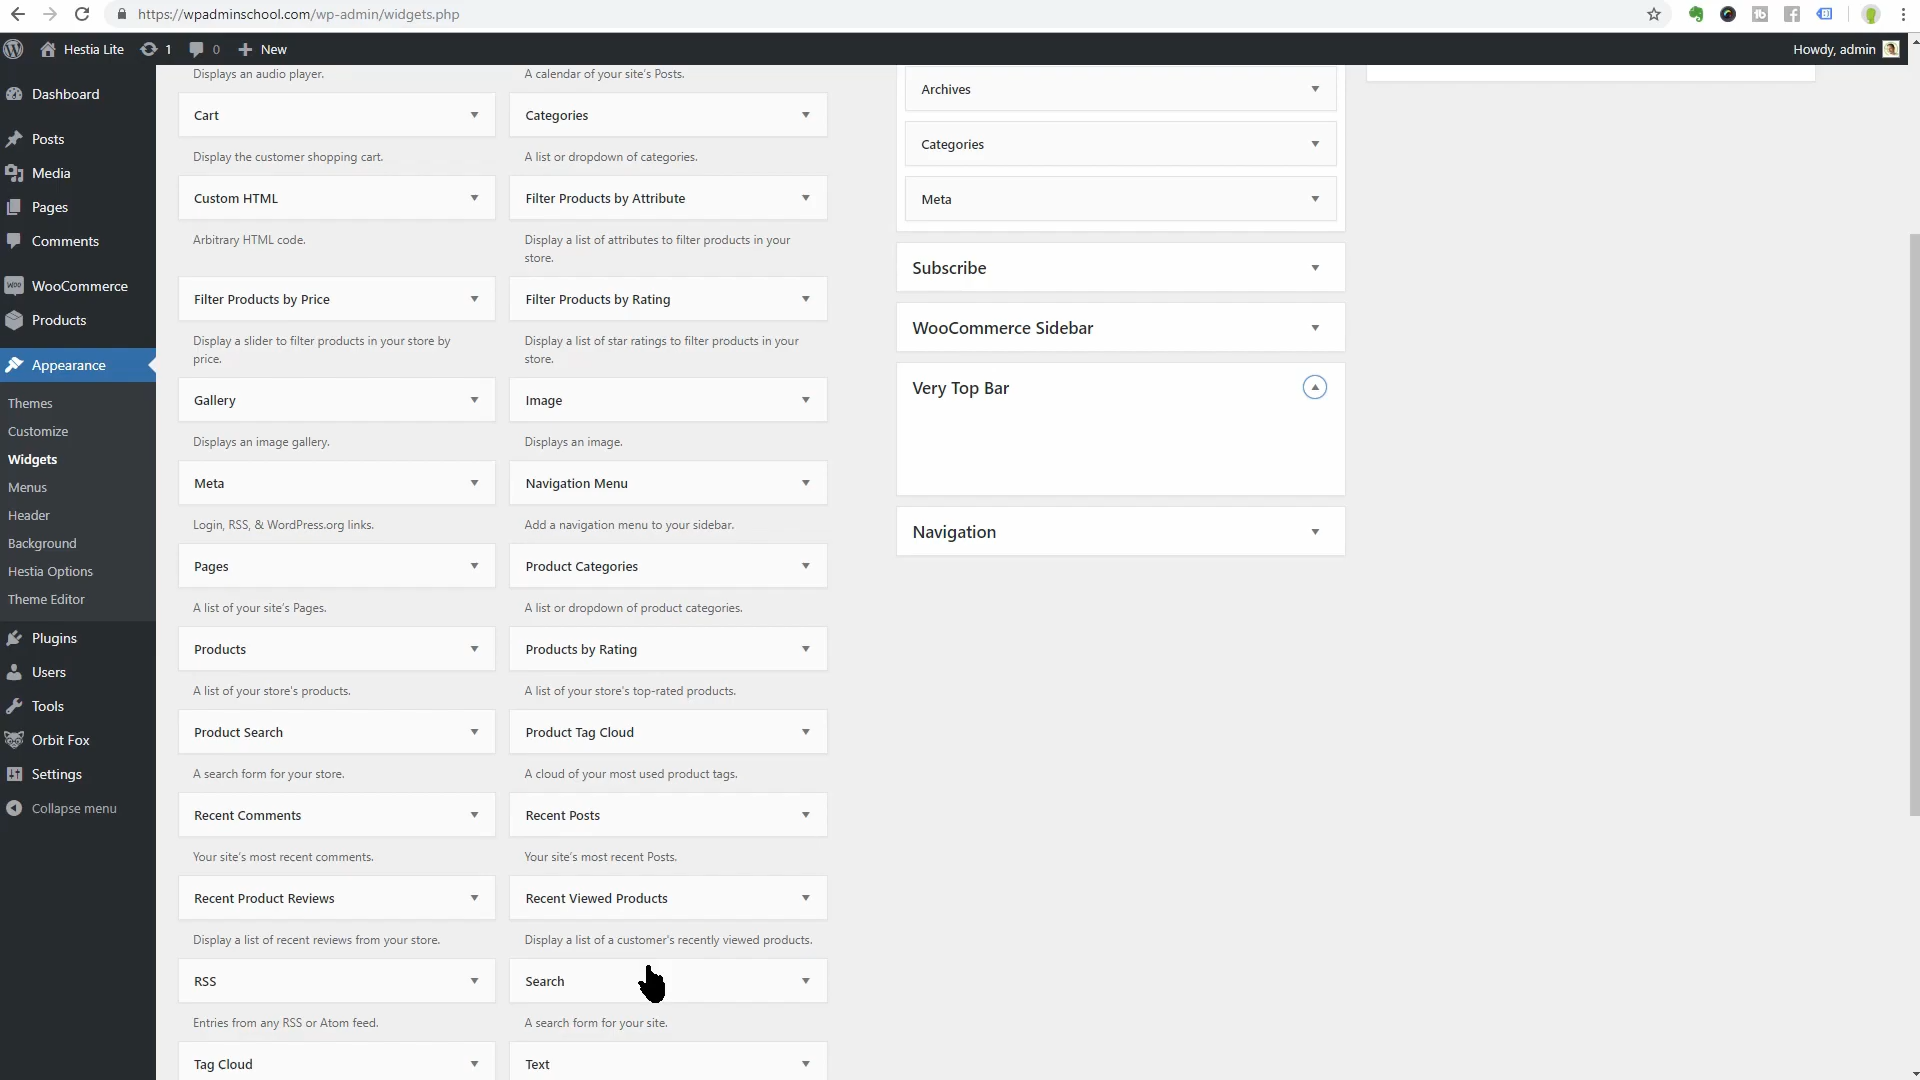 https://wpadminschool.com/wp-admin/widgets.php
Hestia Lite
1
0
New
Howdy, admin
Dashboard
Posts
Media
Pages
Comments
WooCommerce
Products
Appearance
Themes
Customize
Widgets
Menus
Header
Background
Hestia Options
Theme Editor
Plugins
Users
Tools
Orbit Fox
Settings
Collapse menu
Displays an audio player.
A calendar of your site's Posts.
Cart
Categories
Display the customer shopping cart.
A list or dropdown of categories.
Custom HTML
Filter Products by Attribute
Arbitrary HTML code.
Display a list of attributes to filter products in your
store.
Filter Products by Price
Filter Products by Rating
Display a slider to filter products in your store by
price.
Display a list of star ratings to filter products in your
store.
Gallery
Image
Displays an image gallery.
Displays an image.
Meta
Navigation Menu
Login, RSS, & WordPress.org links.
Add a navigation menu to your sidebar.
Pages
Product Categories
A list of your site's Pages.
A list or dropdown of product categories.
Products
Products by Rating
A list of your store's products.
A list of your store's top-rated products.
Product Search
Product Tag Cloud
A search form for your store.
A cloud of your most used product tags.
Recent Comments
Recent Posts
Your site's most recent comments.
Your site's most recent Posts.
Recent Product Reviews
Recent Viewed Products
Display a list of recent reviews from your store.
Display a list of a customer's recently viewed products.
RSS
Search
Entries from any RSS or Atom feed.
A search form for your site.
Tag Cloud
Text
Archives
Categories
Meta
Subscribe
WooCommerce Sidebar
Very Top Bar
Navigation